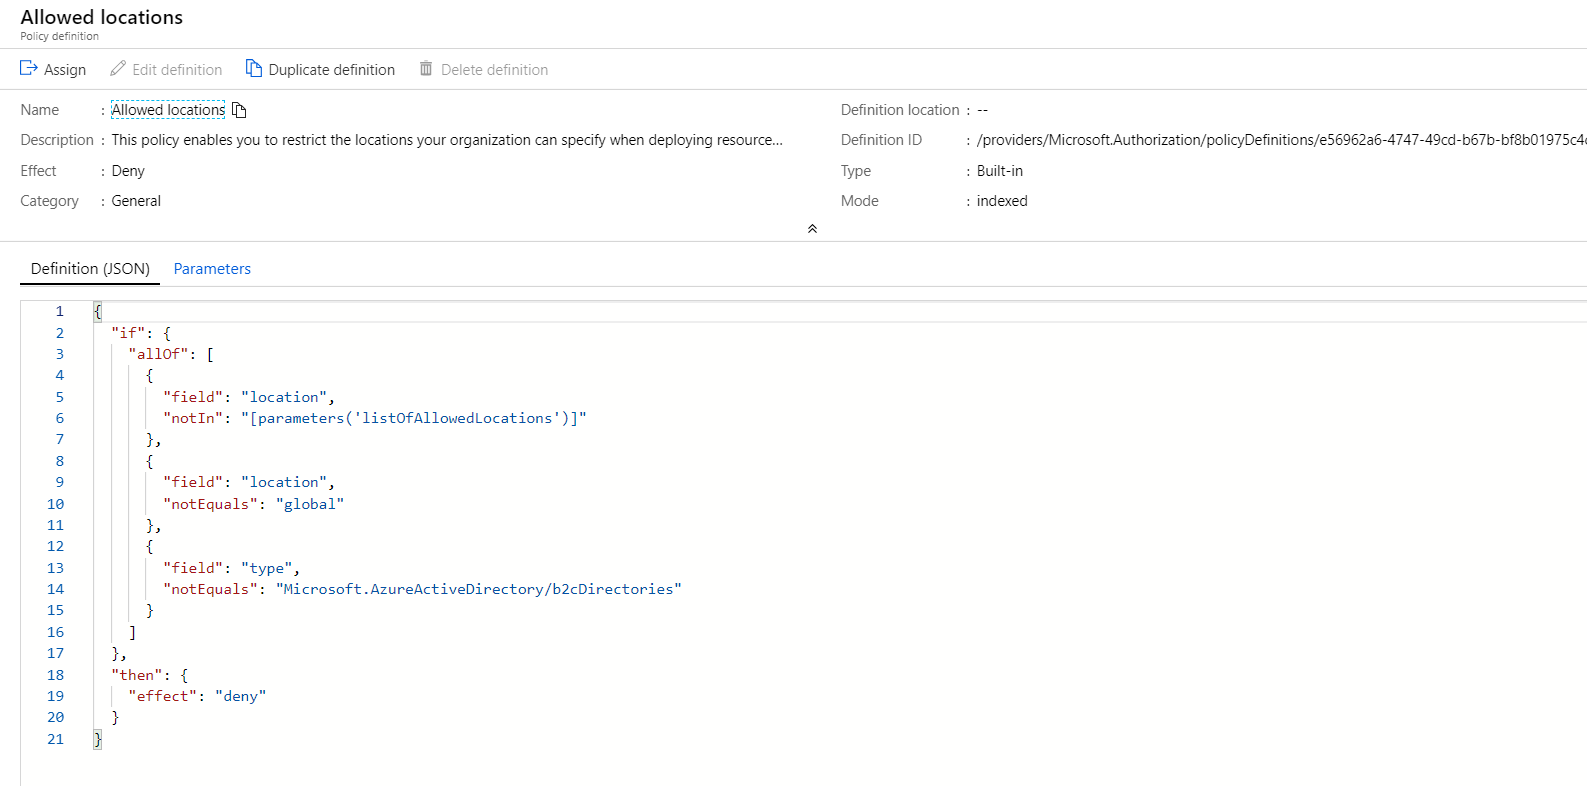 Allowed locations
Policy definition
Assign Edit definition Duplicate definition Delete definition
Name : Allowed locations
Description : This policy enables you to restrict the locations your organization can specify when deploying resource...
Effect : Deny
Category : General
Definition location : --
Definition ID : /providers/Microsoft.Authorization/policyDefinitions/e56962a6-4747-49cd-b67b-bf8b01975c4
Type : Built-in
Mode : indexed
Definition (JSON) Parameters
1 {
2 "if": {
3 "allOf": [
4 {
5 "field": "location",
6 "notIn": "[parameters('listOfAllowedLocations')]"
7 },
8 {
9 "field": "location",
10 "notEquals": "global"
11 },
12 {
13 "field": "type",
14 "notEquals": "Microsoft.AzureActiveDirectory/b2cDirectories"
15 }
16 ]
17 },
18 "then": {
19 "effect": "deny"
20 }
21 }